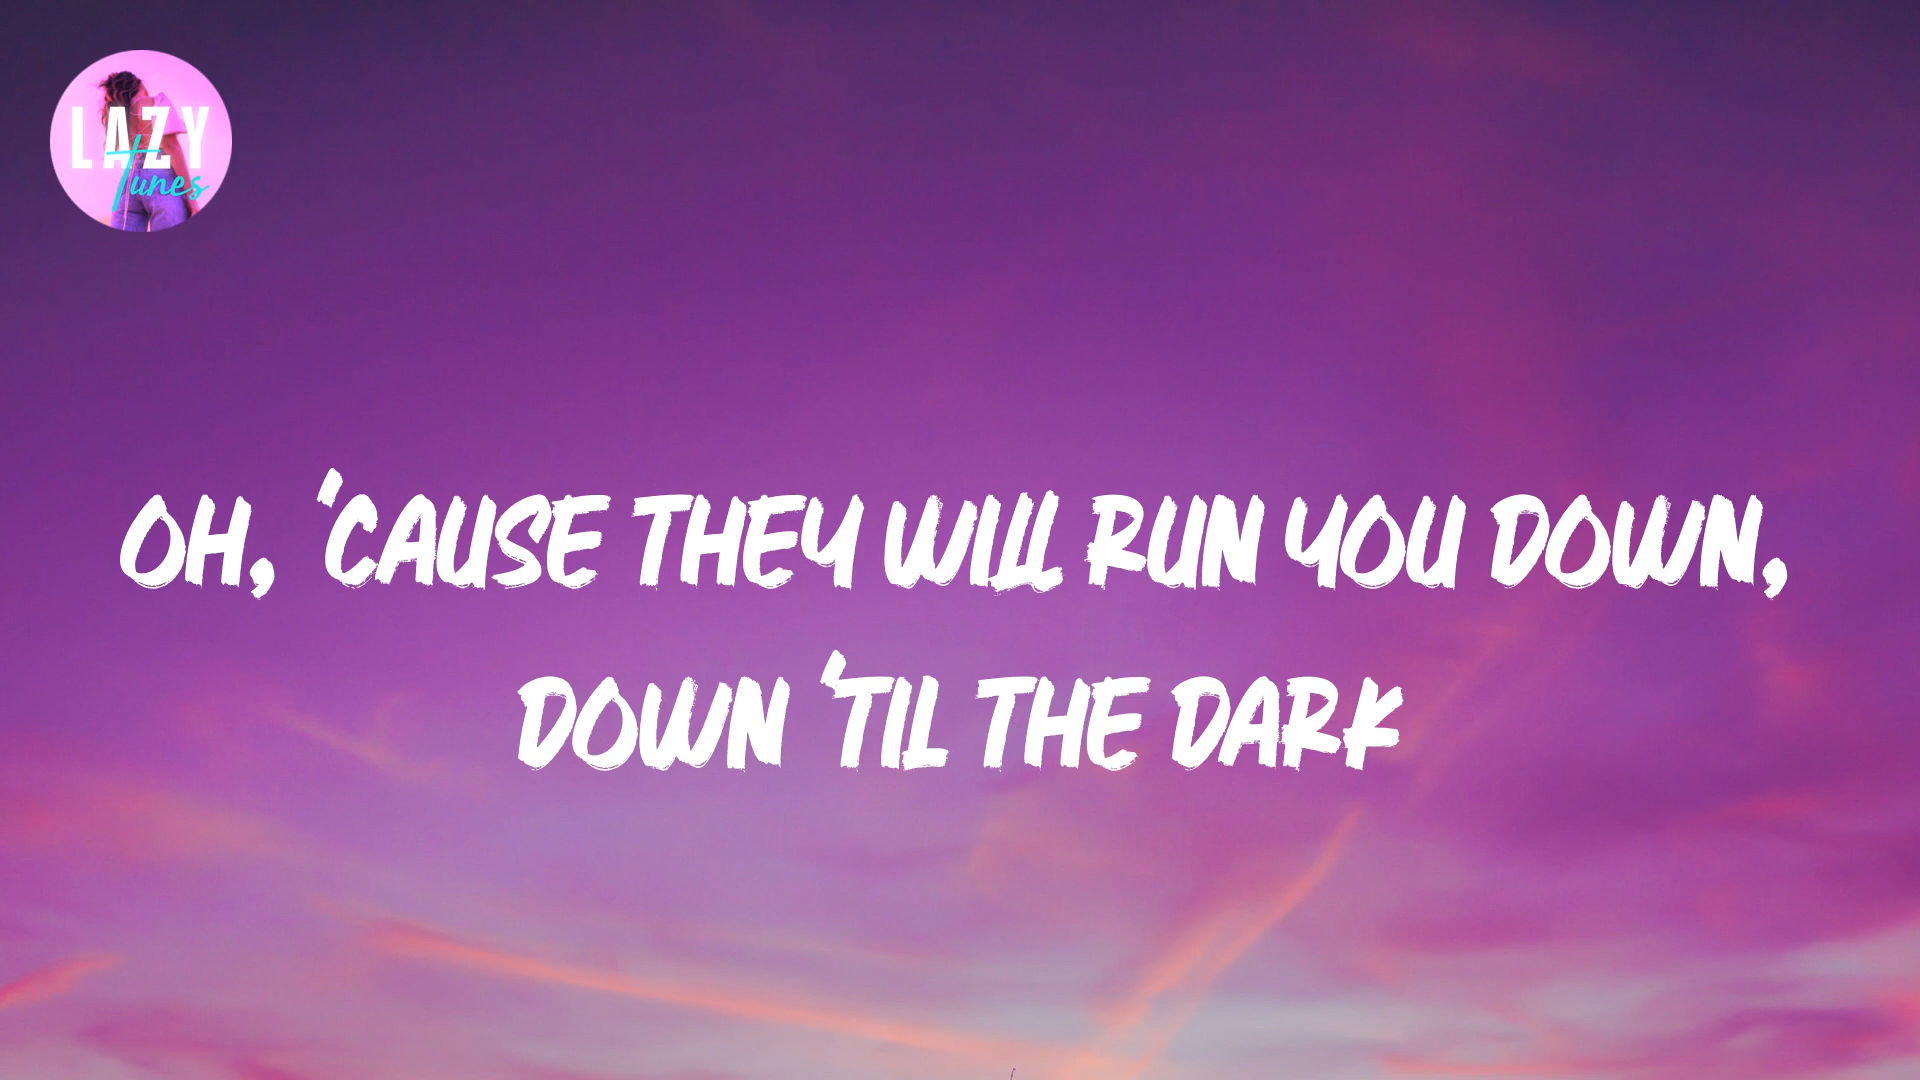 LAZY
Tunes
OH, 'CAUSE THEY WILL RUN YOU DOWN,
DOWN 'TIL THE DARK